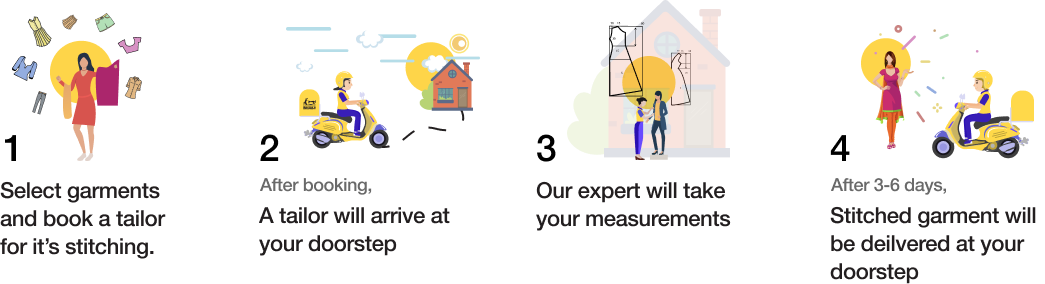 1
Select garments
and book a tailor
for it's stitching.
2
After booking,
A tailor will arrive at
your doorstep
3
Our expert will take
your measurements
4
After 3-6 days,
Stitched garment will
be deilvered at your
doorstep